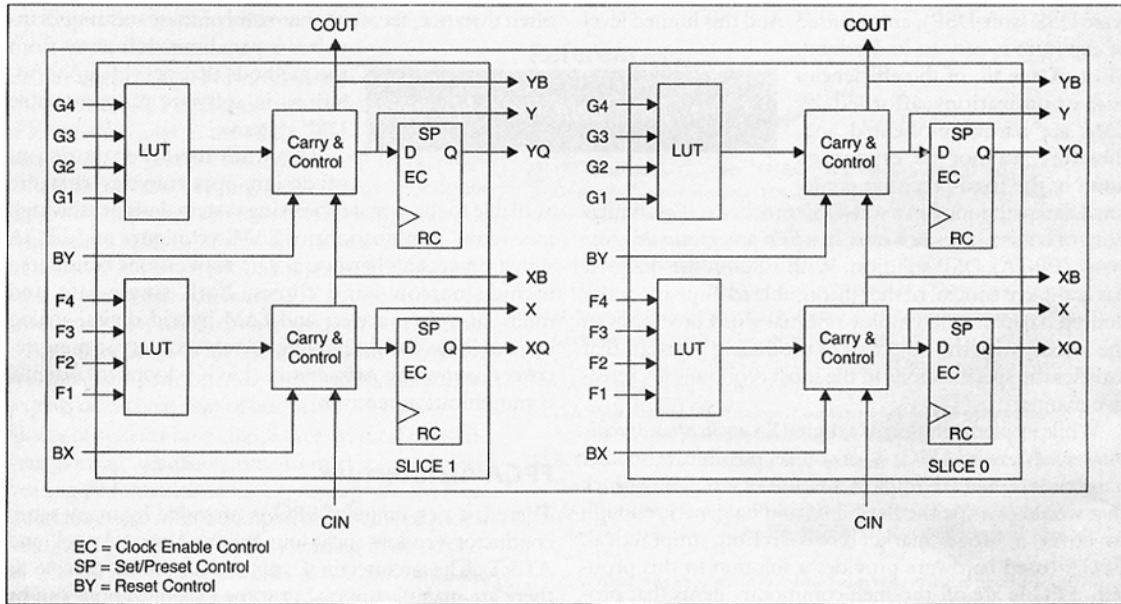 COUT
COUT
YB
Y
G4
G3
G2
G1
LUT
Carry &
Control
SP
D Q
EC
RC
YQ
BY
XB
X
F4
F3
F2
F1
LUT
Carry &
Control
SP
D Q
EC
RC
XQ
BX
SLICE 1
CIN
YB
Y
G4
G3
G2
G1
LUT
Carry &
Control
SP
D Q
EC
RC
YQ
BY
XB
X
F4
F3
F2
F1
LUT
Carry &
Control
SP
D Q
EC
RC
XQ
BX
SLICE 0
CIN
EC = Clock Enable Control
SP = Set/Preset Control
BY = Reset Control